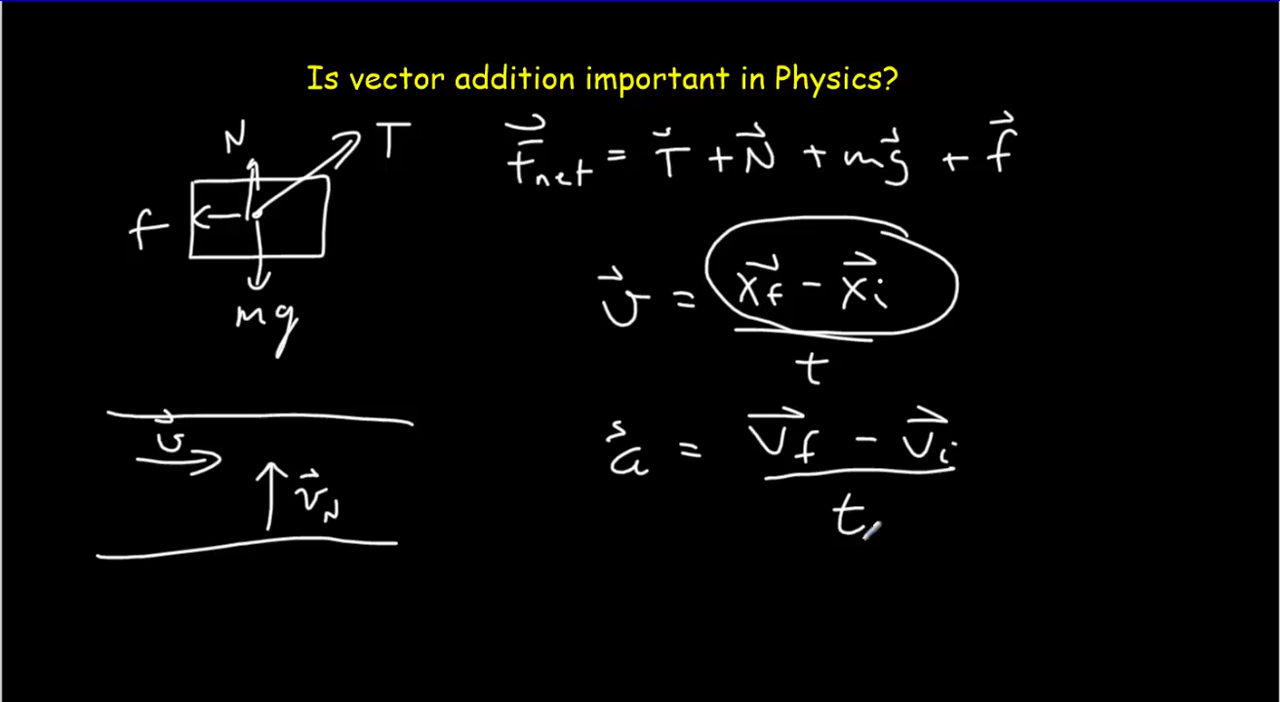 Is vector addition important in Physics?
N
T
f
mg
F⃗net = T⃗ + N⃗ + mg⃗ + f⃗
v⃗ = (x⃗f - x⃗i) / t
v⃗
v⃗N
a⃗ = (v⃗f - v⃗i) / t